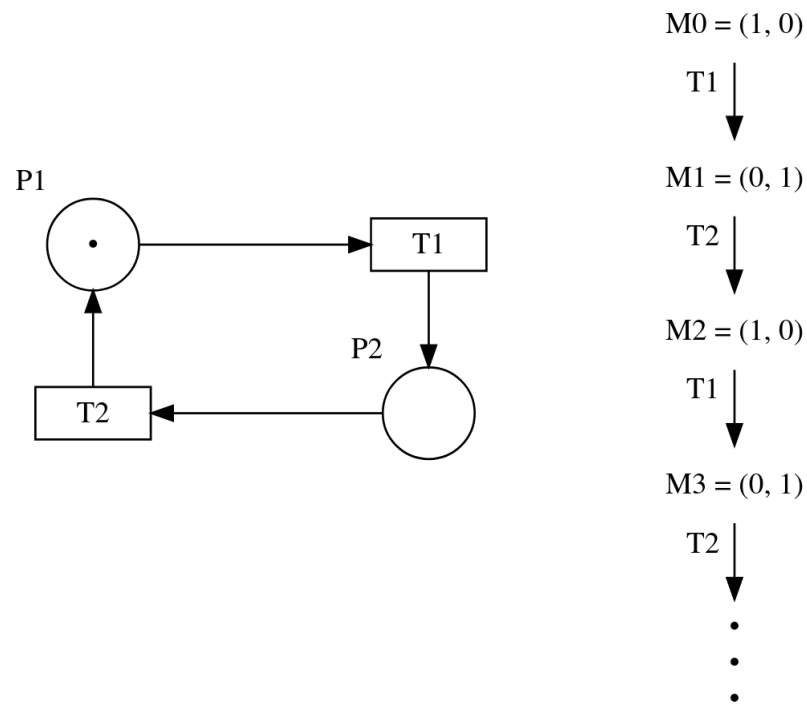 P1
T1
P2
T2
M0 = (1, 0)
T1
M1 = (0, 1)
T2
M2 = (1, 0)
T1
M3 = (0, 1)
T2